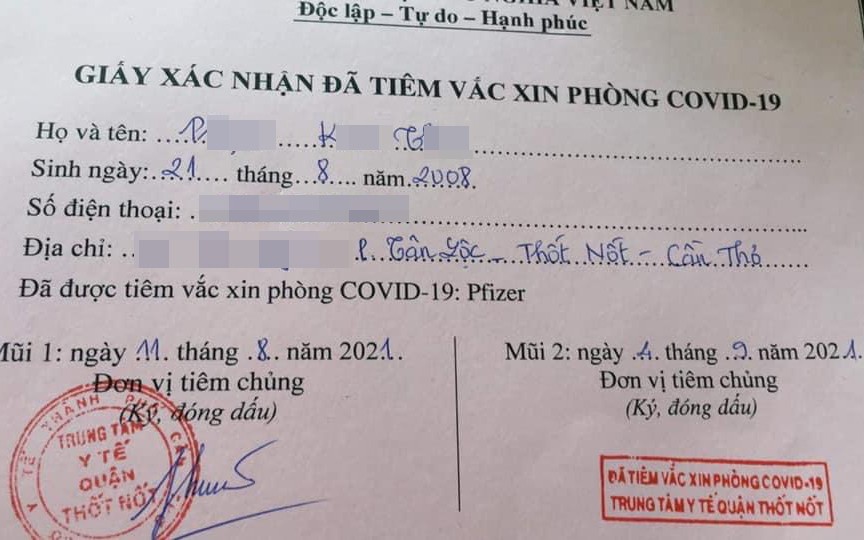 VIỆT NAM
Độc lập – Tự do – Hạnh phúc
GIẤY XÁC NHẬN ĐÃ TIÊM VẮC XIN PHÒNG COVID-19
Họ và tên:
Sinh ngày: 21 tháng 8 năm 2008.
Số điện thoại:
Địa chỉ: P. Tân Lộc - Thốt Nốt - Cần Thơ
Đã được tiêm vắc xin phòng COVID-19: Pfizer
Mũi 1: ngày 11. tháng 8 năm 2021.
Đơn vị tiêm chủng
(Ký, đóng dấu)
TRUNG TÂM
Y TẾ
QUẬN
THỐT NỐT
Mũi 2: ngày 4. tháng 9. năm 2021.
Đơn vị tiêm chủng
(Ký, đóng dấu)
ĐÃ TIÊM VẮC XIN PHÒNG COVID-19
TRUNG TÂM Y TẾ QUẬN THỐT NỐT